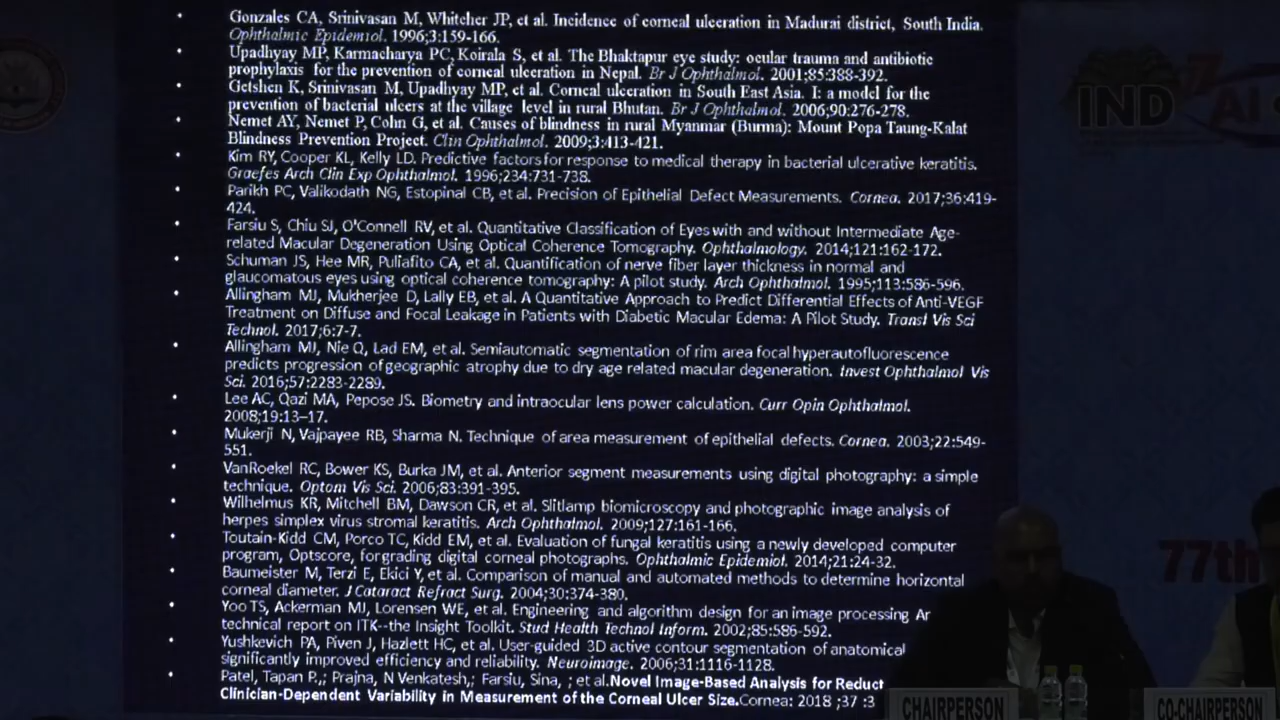 • Gonzales CA, Srinivasan M, Whitcher JP, et al. Incidence of corneal ulceration in Madurai district, South India.
Ophthalmic Epidemiol. 1996;3:159-166.
• Upadhyay MP, Karmacharya PC, Koirala S, et al. The Bhaktapur eye study: ocular trauma and antibiotic
prophylaxis for the prevention of corneal ulceration in Nepal. Br J Ophthalmol. 2001;85:388-392.
• Getshen K, Srinivasan M, Upadhyay MP, et al. Corneal ulceration in South East Asia. I: a model for the
prevention of bacterial ulcers at the village level in rural Bhutan. Br J Ophthalmol. 2006;90:276-278.
• Nemet AY, Nemet P, Cohn G, et al. Causes of blindness in rural Myanmar (Burma): Mount Popa Taung-Kalat
Blindness Prevention Project. Clin Ophthalmol. 2009;3:413-421.
• Kim RY, Cooper KL, Kelly LD. Predictive factors for response to medical therapy in bacterial ulcerative keratitis.
Graefes Arch Clin Exp Ophthalmol. 1996;234:731-738.
• Parikh PC, Valikodath NG, Estopinal CB, et al. Precision of Epithelial Defect Measurements. Cornea. 2017;36:419-
424.
• Farsiu S, Chiu SJ, O'Connell RV, et al. Quantitative Classification of Eyes with and without Intermediate Age-
related Macular Degeneration Using Optical Coherence Tomography. Ophthalmology. 2014;121:162-172.
• Schuman JS, Hee MR, Puliafito CA, et al. Quantification of nerve fiber layer thickness in normal and
glaucomatous eyes using optical coherence tomography: A pilot study. Arch Ophthalmol. 1995;113:586-596.
• Allingham MJ, Mukherjee D, Lally EB, et al. A Quantitative Approach to Predict Differential Effects of Anti-VEGF
Treatment on Diffuse and Focal Leakage in Patients with Diabetic Macular Edema: A Pilot Study. Transl Vis Sci
Technol. 2017;6:7-7.
• Allingham MJ, Nie Q, Lad EM, et al. Semiautomatic segmentation of rim area focal hyperautofluorescence
predicts progression of geographic atrophy due to dry age related macular degeneration. Invest Ophthalmol Vis
Sci. 2016;57:2283-2289.
• Lee AC, Qazi MA, Pepose JS. Biometry and intraocular lens power calculation. Curr Opin Ophthalmol.
2008;19:13–17.
• Mukerji N, Vajpayee RB, Sharma N. Technique of area measurement of epithelial defects. Cornea. 2003;22:549-
551.
• VanRoekel RC, Bower KS, Burka JM, et al. Anterior segment measurements using digital photography: a simple
technique. Optom Vis Sci. 2006;83:391-395.
• Wilhelmus KR, Mitchell BM, Dawson CR, et al. Slitlamp biomicroscopy and photographic image analysis of
herpes simplex virus stromal keratitis. Arch Ophthalmol. 2009;127:161-166.
• Toutain-Kidd CM, Porco TC, Kidd EM, et al. Evaluation of fungal keratitis using a newly developed computer
program, Optscore, for grading digital corneal photographs. Ophthalmic Epidemiol. 2014;21:24-32.
• Baumeister M, Terzi E, Ekici Y, et al. Comparison of manual and automated methods to determine horizontal
corneal diameter. J Cataract Refract Surg. 2004;30:374-380.
• Yoo TS, Ackerman MJ, Lorensen WE, et al. Engineering and algorithm design for an image processing Ar
technical report on ITK--the Insight Toolkit. Stud Health Technol Inform. 2002;85:586-592.
• Yushkevich PA, Piven J, Hazlett HC, et al. User-guided 3D active contour segmentation of anatomical
significantly improved efficiency and reliability. Neuroimage. 2006;31:1116-1128.
• Patel, Tapan P,; Prajna, N Venkatesh,; Farsiu, Sina, ; et al.Novel Image-Based Analysis for Reduct
Clinician-Dependent Variability in Measurement of the Corneal Ulcer Size.Cornea: 2018 ;37 :3
IND
77 AI
77th
CHAIRPERSON
CO-CHAIRPERSON